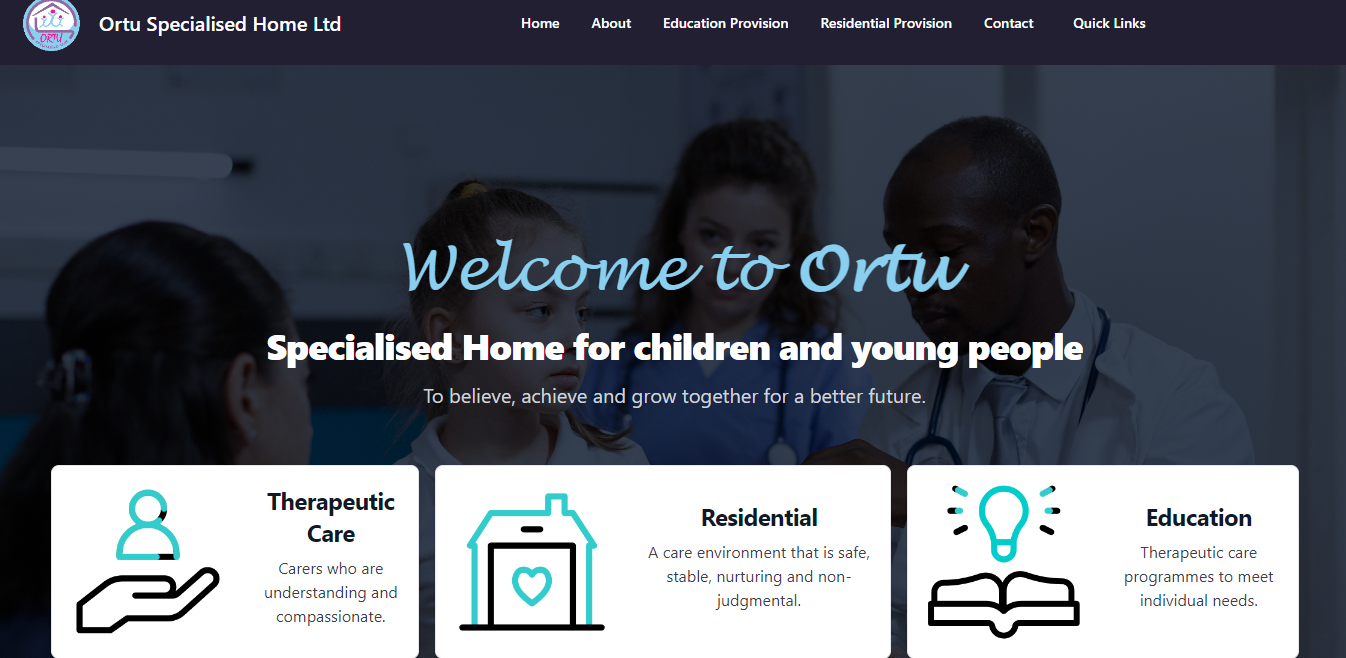 ORTU
Ortu Specialised Home Ltd
Home About Education Provision Residential Provision Contact Quick Links
Welcome to Ortu
Specialised Home for children and young people
To believe, achieve and grow together for a better future.
Therapeutic
Care
Carers who are
understanding and
compassionate.
Residential
A care environment that is safe,
stable, nurturing and non-
judgmental.
Education
Therapeutic care
programmes to meet
individual needs.